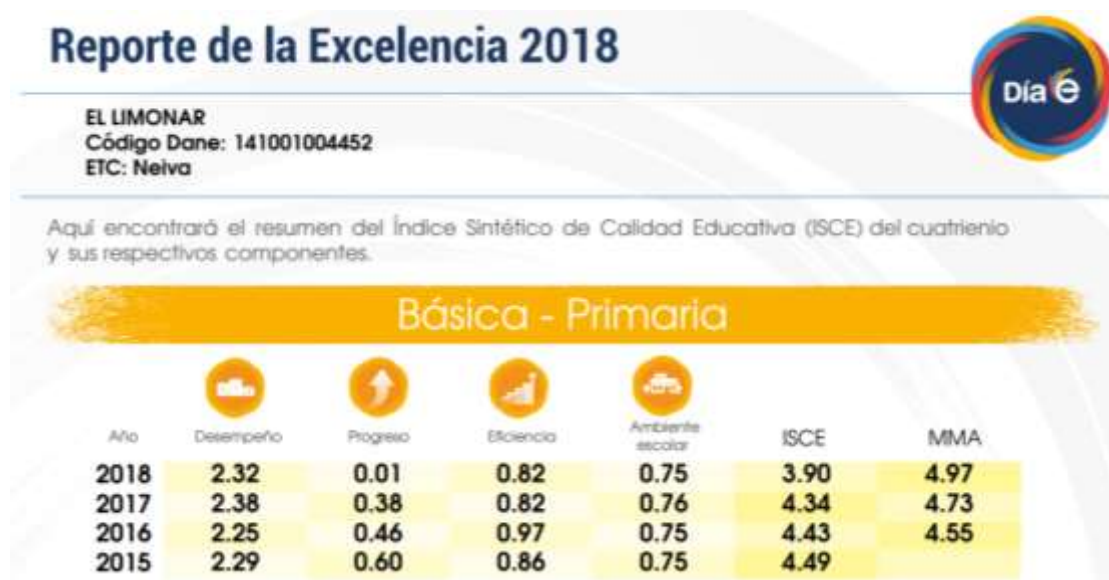 Reporte de la Excelencia 2018
Día é
EL LIMONAR
Código Dane: 141001004452
ETC: Neiva
Aquí encontrará el resumen del Índice Sintético de Calidad Educativa (ISCE) del cuatrienio
y sus respectivos componentes.
Básica - Primaria
Año Desempeño Progreso Eficiencia Ambiente escolar ISCE MMA
2018 2.32 0.01 0.82 0.75 3.90 4.97
2017 2.38 0.38 0.82 0.76 4.34 4.73
2016 2.25 0.46 0.97 0.75 4.43 4.55
2015 2.29 0.60 0.86 0.75 4.49